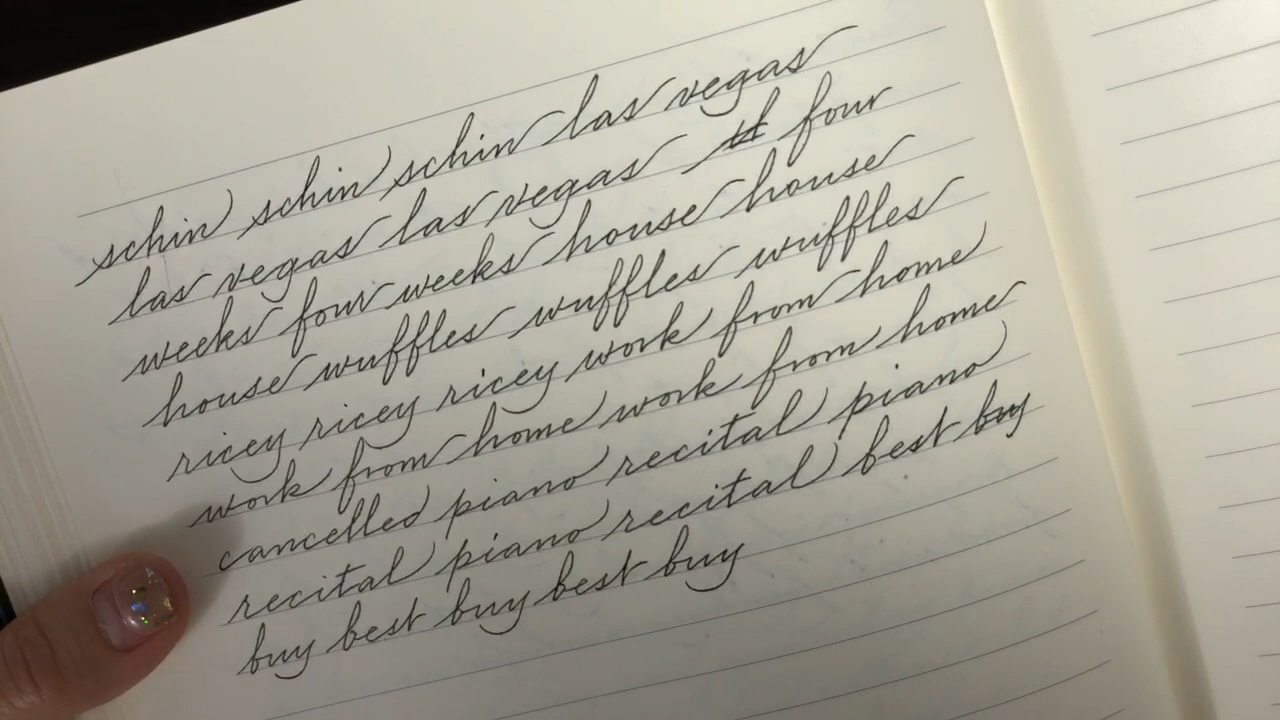 schin schin schin schin las vegas
las vegas las vegas four
weeks four weeks house house
house wuffles wuffles wuffles
ricey ricey ricey work from home
work from home work from home
cancelled piano recital piano
recital piano recital best buy
buy best buy best buy